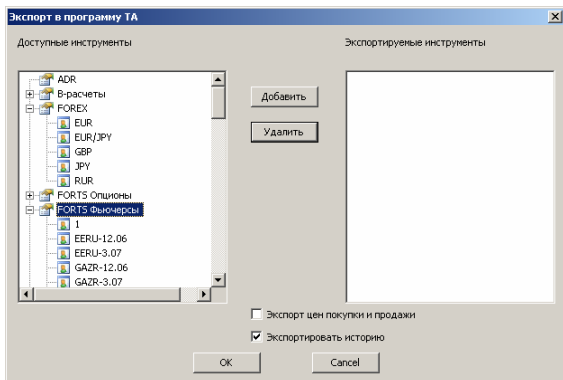 Экспорт в программу ТА
Доступные инструменты
Экспортируемые инструменты
ADR
В-расчеты
FOREX
EUR
EUR/JPY
GBP
JPY
RUR
FORTS Опционы
FORTS Фьючерсы
1
EERU-12.06
EERU-3.07
GAZR-12.06
GAZR-3.07
Добавить
Удалить
Экспорт цен покупки и продажи
Экспортировать историю
OK
Cancel